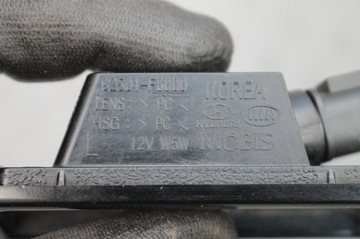 KOREA
LENS: > PC <
HSG: > PC <
HYUNDAI
KIA
12V W5W
MOBIS
L